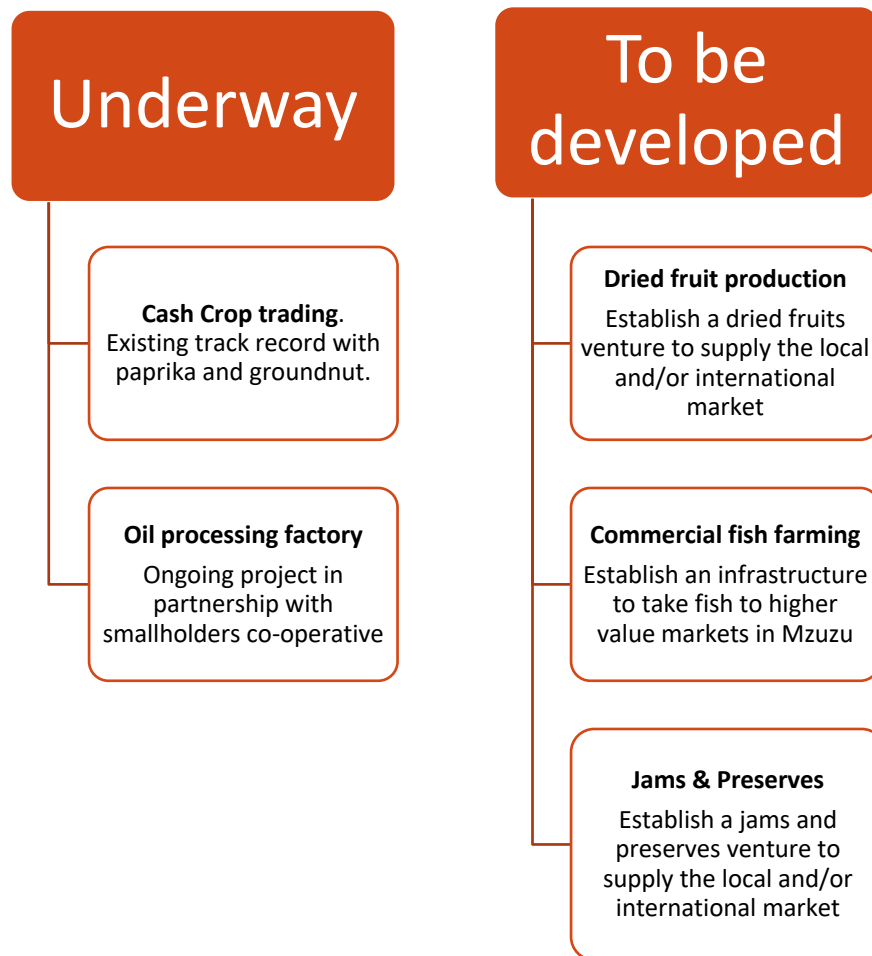 Underway
Cash Crop trading.
Existing track record with
paprika and groundnut.
Oil processing factory
Ongoing project in
partnership with
smallholders co-operative
To be
developed
Dried fruit production
Establish a dried fruits
venture to supply the local
and/or international
market
Commercial fish farming
Establish an infrastructure
to take fish to higher
value markets in Mzuzu
Jams & Preserves
Establish a jams and
preserves venture to
supply the local and/or
international market